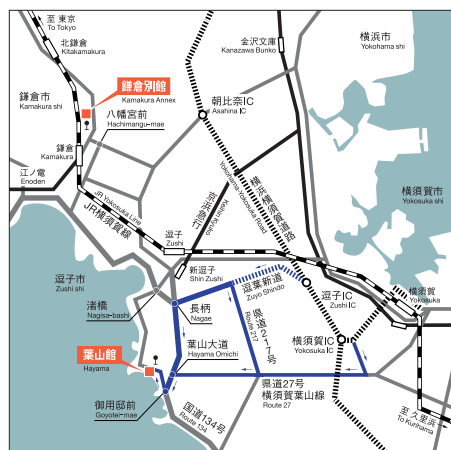 至 東京
To Tokyo
北鎌倉
Kitakamakura
金沢文庫
Kanazawa Bunko
横浜市
Yokohama shi
鎌倉市
Kamakura shi
鎌倉別館
Kamakura Annex
八幡宮前
Hachimangu-mae
朝比奈IC
Asahina IC
鎌倉
Kamakura
江ノ電
Enoden
JR Yokosuka Line
JR横須賀線
京浜急行
Keihin Kyuko
横浜横須賀道路
Yokohama-Yokosuka Road
横須賀市
Yokosuka shi
逗子
Zushi
逗子市
Zushi shi
新逗子
Shin Zushi
逗葉新道
Zuyo Shindo
逗子IC
Zushi IC
横須賀
Yokosuka
渚橋
Nagisa-bashi
長柄
Nagae
県道217号
Route 217
葉山大道
Hayama Omichi
横須賀IC
Yokosuka IC
葉山館
Hayama
県道27号
横須賀葉山線
Route 27
御用邸前
Goyotei-mae
国道134号
Route 134
至 久里浜
To Kurihama